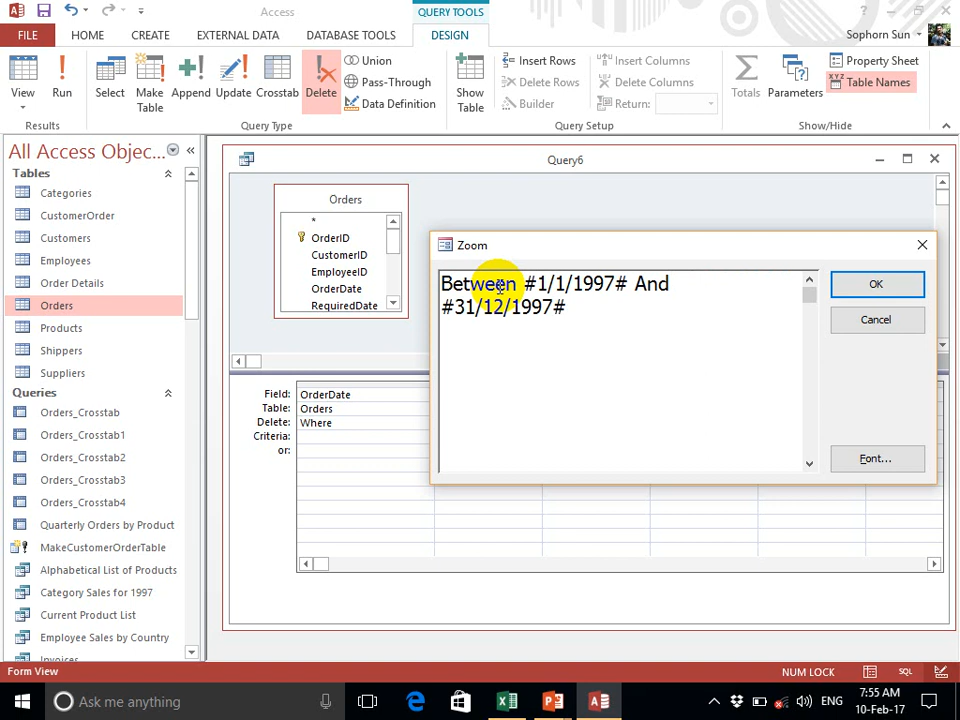 Access
QUERY TOOLS
FILE
HOME
CREATE
EXTERNAL DATA
DATABASE TOOLS
DESIGN
Sophorn Sun
View
Run
Select
Make Table
Append
Update
Crosstab
Delete
Union
Pass-Through
Data Definition
Show Table
Insert Rows
Delete Rows
Builder
Insert Columns
Delete Columns
Return:
Totals
Parameters
Property Sheet
Table Names
Results
Query Type
Query Setup
Show/Hide
All Access Objec...
Tables
Categories
CustomerOrder
Customers
Employees
Order Details
Orders
Products
Shippers
Suppliers
Queries
Orders_Crosstab
Orders_Crosstab1
Orders_Crosstab2
Orders_Crosstab3
Orders_Crosstab4
Quarterly Orders by Product
MakeCustomerOrderTable
Alphabetical List of Products
Category Sales for 1997
Current Product List
Employee Sales by Country
Invoices
Query6
Orders
*
OrderID
CustomerID
EmployeeID
OrderDate
RequiredDate
Field: OrderDate
Table: Orders
Delete: Where
Criteria:
or:
Zoom
Between #1/1/1997# And
#31/12/1997#
OK
Cancel
Font...
Form View
NUM LOCK
SQL
Ask me anything
ENG
7:55 AM
10-Feb-17